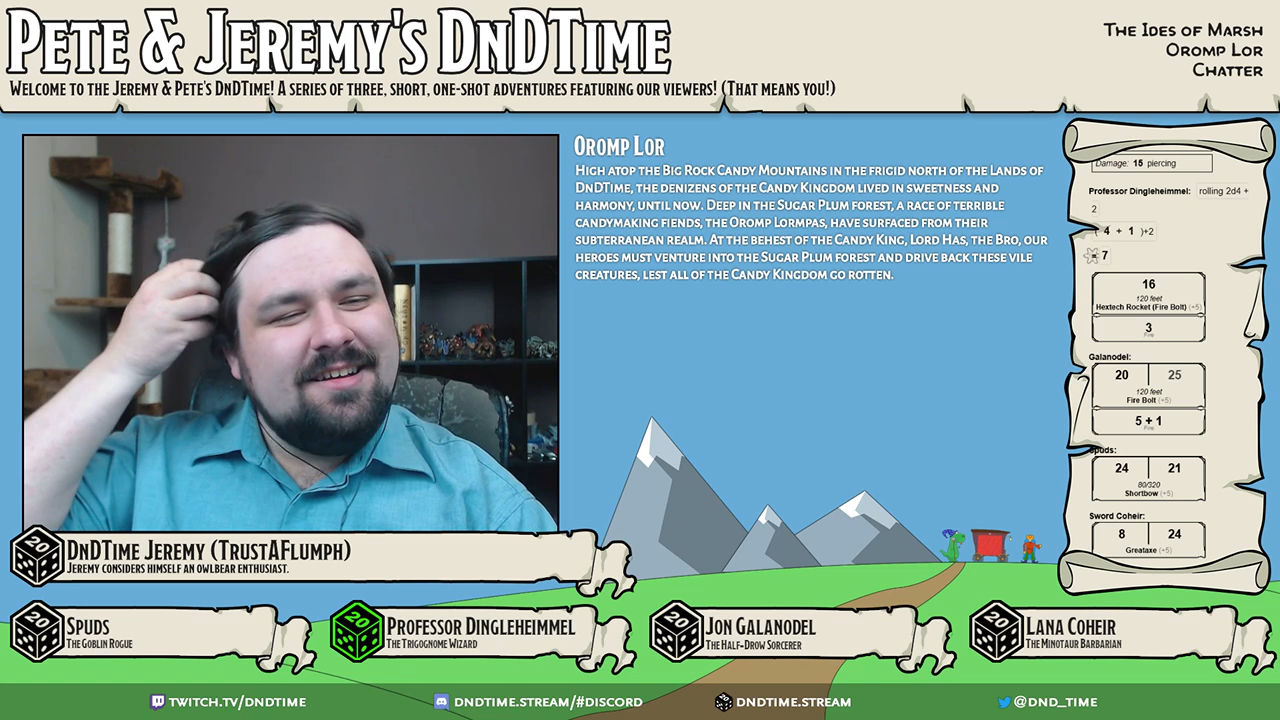 Pete & Jeremy's DnDTime
Welcome to the Jeremy & Pete's DnDTime! A series of three, short, one-shot adventures featuring our viewers! (That means you!)
The Ides of Marsh
Oromp Lor
Chatter
Oromp Lor
High atop the Big Rock Candy Mountains in the frigid north of the Lands of
DnDTime, the denizens of the Candy Kingdom lived in sweetness and
harmony, until now. Deep in the Sugar Plum Forest, a race of terrible
candymaking fiends, the Oromp Lormpas, have surfaced from their
subterranean realm. At the behest of the Candy King, Lord Has, the Bro, our
heroes must venture into the Sugar Plum Forest and drive back these vile
creatures, lest all of the Candy Kingdom go rotten.
Damage: 15 piercing
Professor Dingleheimmel: rolling 2d4 +
2
( 4 + 1 )+2
= 7
16
120 feet
Hextech Rocket (Fire Bolt) (+5)
3
Fire
Galanodel:
20 25
120 feet
Fire Bolt (+5)
5 + 1
Fire
Spuds:
24 21
80/320
Shortbow (+5)
Sword Coheir:
8 24
Greataxe (+5)
20
DnDTime Jeremy (TrustAFlumph)
Jeremy considers himself an owlbear enthusiast.
20
Spuds
The Goblin Rogue
20
Professor Dingleheimmel
The Trigognome Wizard
20
Jon Galanodel
The Half-Drow Sorcerer
20
Lana Coheir
The Minotaur Barbarian
twitch.tv/dndtime
dndtime.stream/#discord
dndtime.stream
@dnd_time